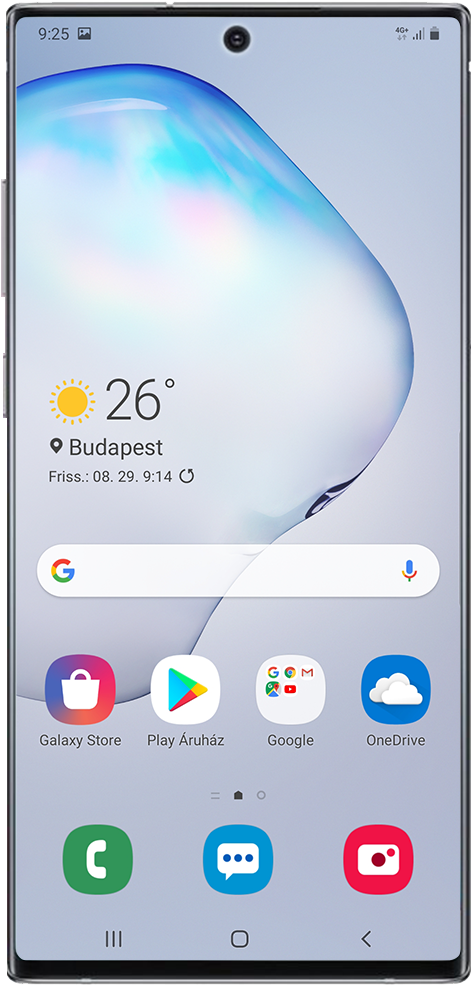 9:25
4G+
26°
Budapest
Friss.: 08. 29. 9:14
Galaxy Store
Play Áruház
Google
OneDrive